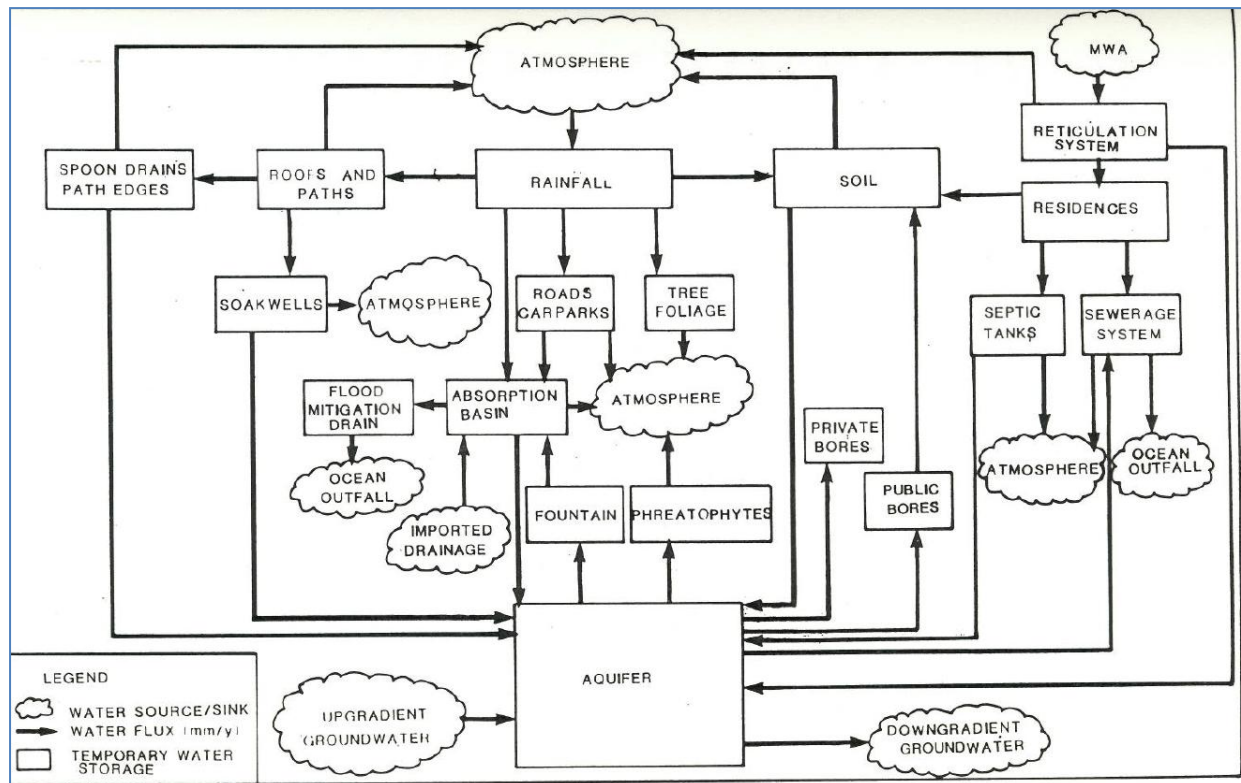 ATMOSPHERE
MWA
RETICULATION
SYSTEM
SPOON DRAINS
PATH EDGES
ROOFS AND
PATHS
RAINFALL
SOIL
RESIDENCES
SOAKWELLS
ATMOSPHERE
ROADS
CARPARKS
TREE
FOLIAGE
SEPTIC
TANKS
SEWERAGE
SYSTEM
FLOOD
MITIGATION
DRAIN
ABSORPTION
BASIN
ATMOSPHERE
PRIVATE
BORES
OCEAN
OUTFALL
ATMOSPHERE
OCEAN
OUTFALL
IMPORTED
DRAINAGE
FOUNTAIN
PHREATOPHYTES
PUBLIC
BORES
AQUIFER
UPGRADIENT
GROUNDWATER
DOWNGRADIENT
GROUNDWATER
LEGEND
WATER SOURCE/SINK
WATER FLUX (mm/y)
TEMPORARY WATER
STORAGE